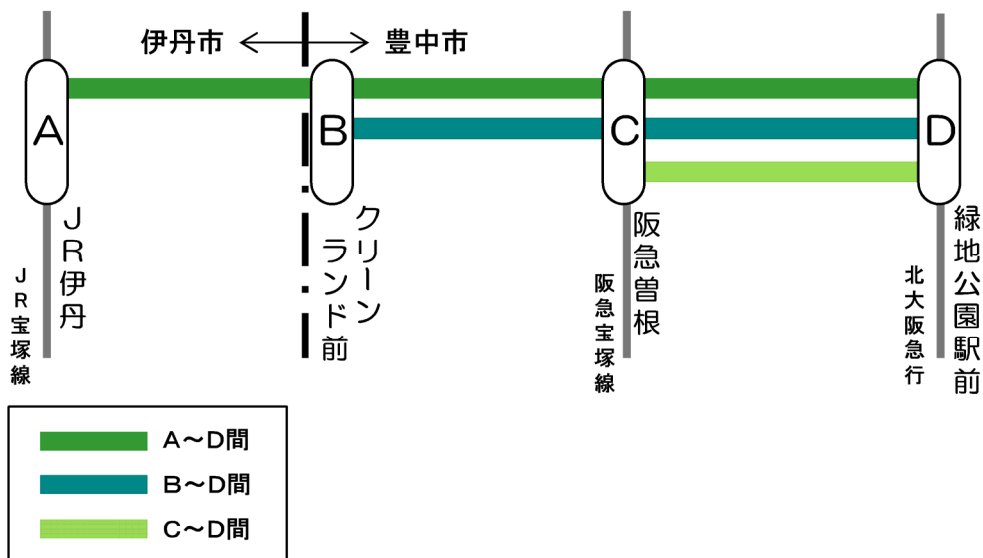 伊丹市
豊中市
A
B
C
D
JR伊丹
JR宝塚線
クリーン
ランド前
阪急曽根
阪急宝塚線
緑地公園駅前
北大阪急行
A～D間
B～D間
C～D間